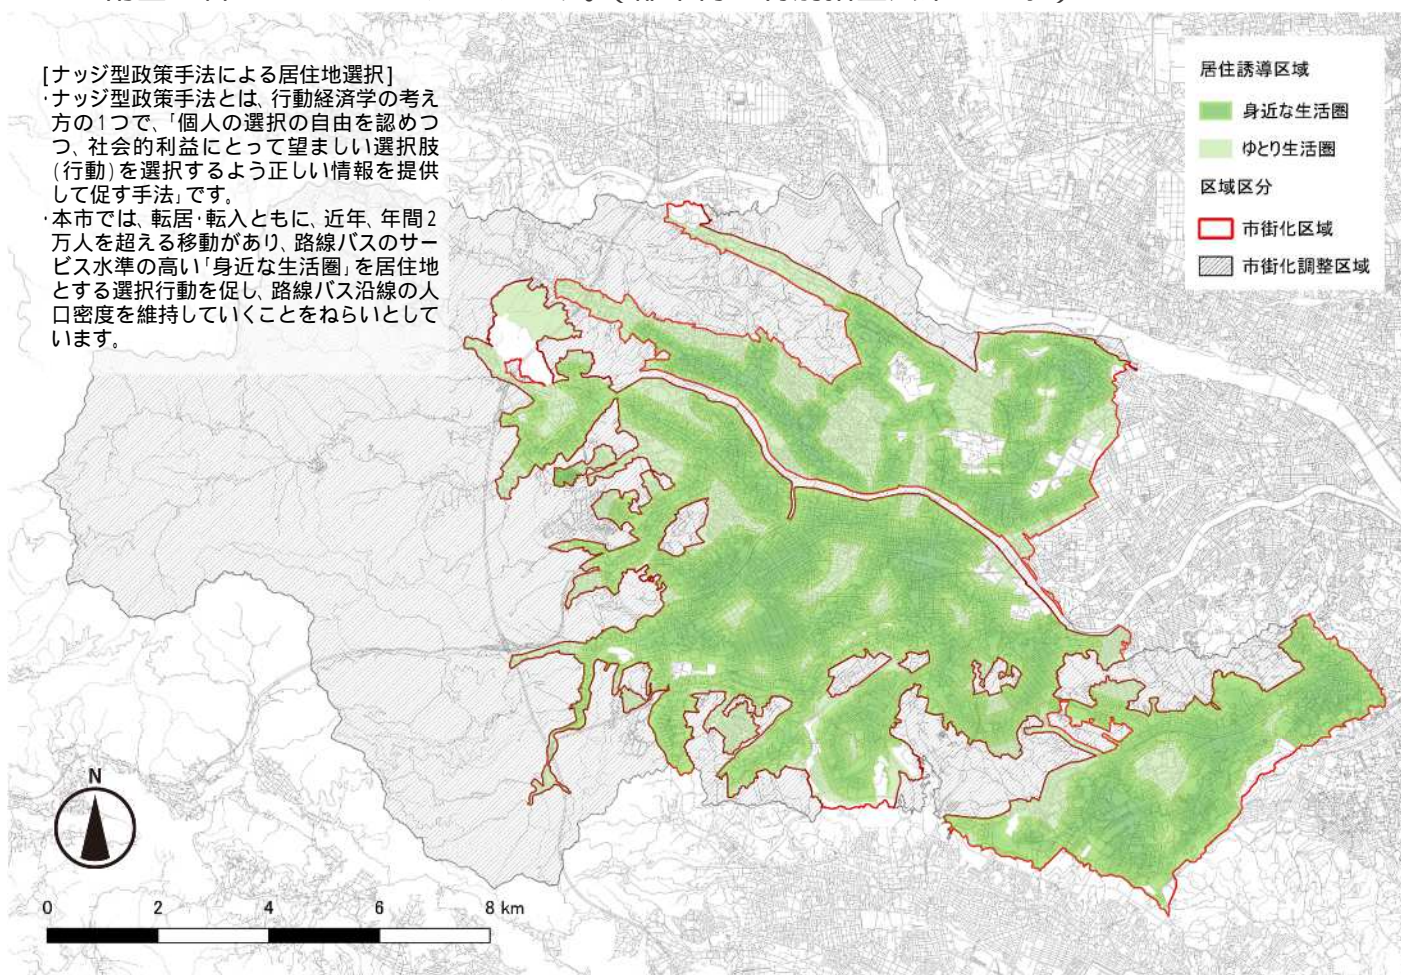 [ナッジ型政策手法による居住地選択]
・ナッジ型政策手法とは、行動経済学の考え
方の1つで、「個人の選択の自由を認めつ
つ、社会的利益にとって望ましい選択肢
(行動)を選択するよう正しい情報を提供
して促す手法」です。
・本市では、転居・転入ともに、近年、年間2
万人を超える移動があり、路線バスのサー
ビス水準の高い「身近な生活圏」を居住地
とする選択行動を促し、路線バス沿線の人
口密度を維持していくことをねらいとして
います。
居住誘導区域
身近な生活圏
ゆとり生活圏
区域区分
市街化区域
市街化調整区域
N
0 2 4 6 8 km